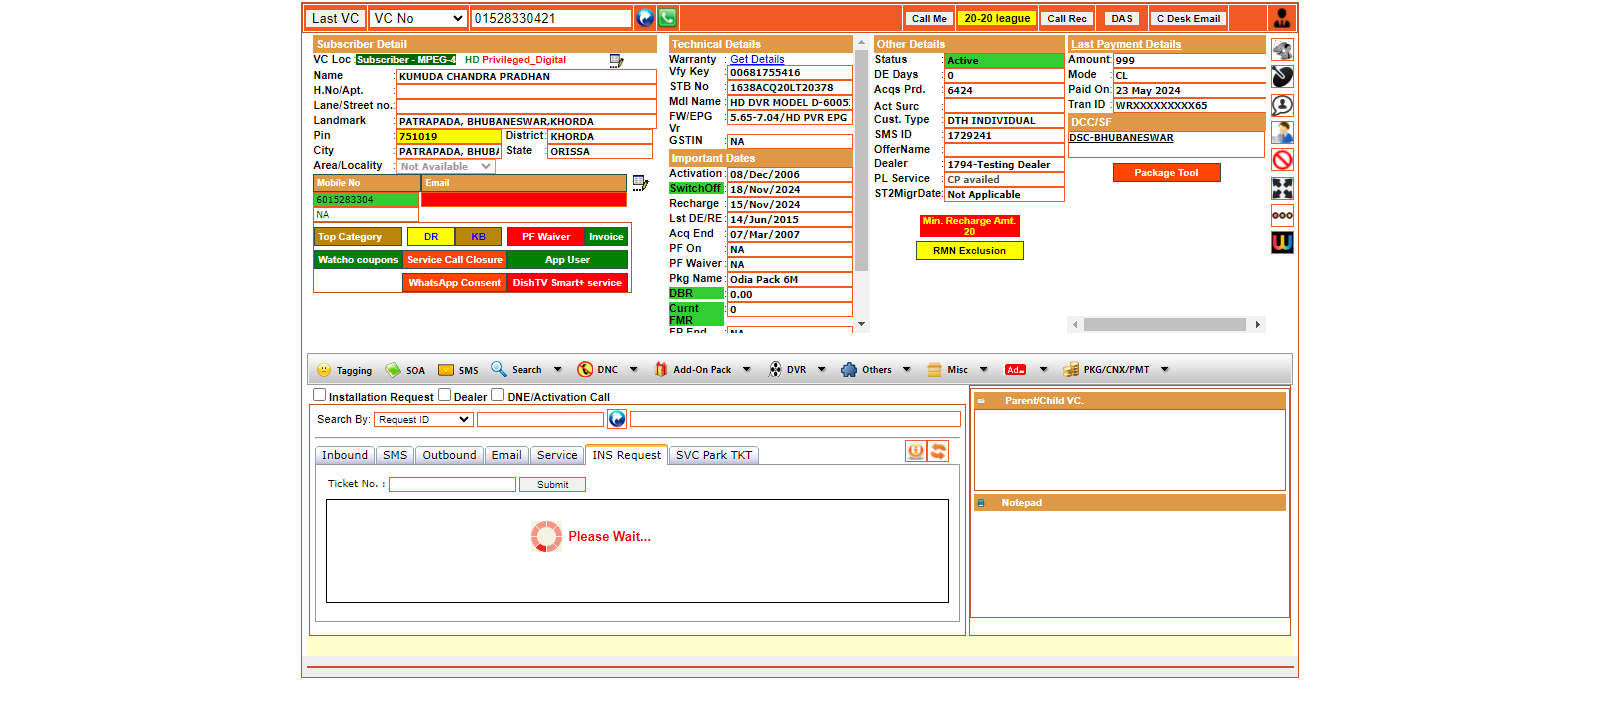 Last VC VC No 01528330421 Call Me 20-20 league Call Rec DAS C Desk Email
Subscriber Detail
VC Loc : Subscriber - MPEG-4 HD Privileged_Digital
Name : KUMUDA CHANDRA PRADHAN
H.No/Apt. :
Lane/Street no.:
Landmark : PATRAPADA, BHUBANESWAR,KHORDA
Pin : 751019 District : KHORDA
City : PATRAPADA, BHUBA State : ORISSA
Area/Locality : Not Available
Mobile No Email
6015283304
NA
Top Category DR KB PF Waiver Invoice
Watcho coupons Service Call Closure App User
WhatsApp Consent DishTV Smart+ service
Technical Details
Warranty : Get Details
Vfy Key : 00681755416
STB No : 1638ACQ20LT20378
Mdl Name : HD DVR MODEL D-6005
FW/EPG Vr : 5.65-7.04/HD PVR EPG
GSTIN : NA
Important Dates
Activation : 08/Dec/2006
SwitchOff : 18/Nov/2024
Recharge : 15/Nov/2024
Lst DE/RE : 14/Jun/2015
Acq End : 07/Mar/2007
PF On : NA
PF Waiver : NA
Pkg Name : Odia Pack 6M
DBR : 0.00
Curnt FMR : 0
EP End : NA
Other Details
Status : Active
DE Days : 0
Acqs Prd. : 6424
Act Surc :
Cust. Type : DTH INDIVIDUAL
SMS ID : 1729241
OfferName :
Dealer : 1794-Testing Dealer
PL Service : CP availed
ST2MigrDate: Not Applicable
Min. Recharge Amt.
20
RMN Exclusion
Last Payment Details
Amount : 999
Mode : CL
Paid On : 23 May 2024
Tran ID : WRXXXXXXXXX65
DCC/SF
DSC-BHUBANESWAR
Package Tool
Tagging SOA SMS Search DNC Add-On Pack DVR Others Misc Ad PKG/CNX/PMT
Installation Request Dealer DNE/Activation Call
Search By: Request ID
Inbound SMS Outbound Email Service INS Request SVC Park TKT
Ticket No. : Submit
Please Wait...
Parent/Child VC.
Notepad